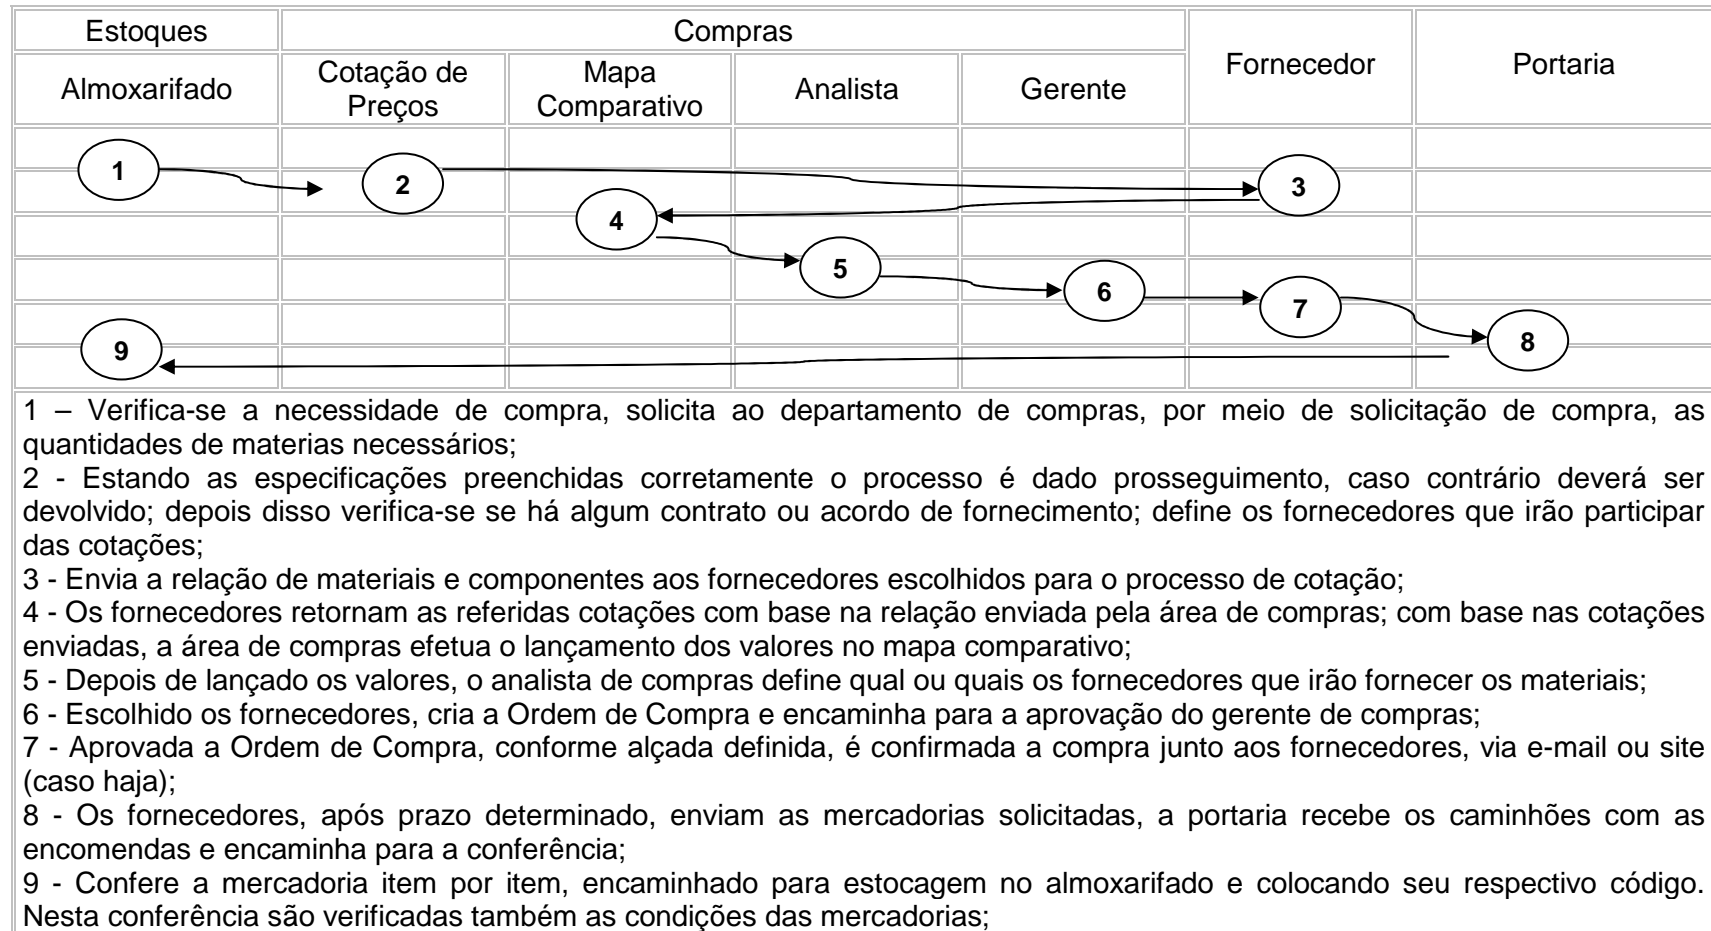 Estoques
Compras
Fornecedor
Portaria
Almoxarifado
Cotação de
Preços
Mapa
Comparativo
Analista
Gerente
1
2
3
4
5
6
7
8
9
1 – Verifica-se a necessidade de compra, solicita ao departamento de compras, por meio de solicitação de compra, as
quantidades de materias necessários;
2 - Estando as especificações preenchidas corretamente o processo é dado prosseguimento, caso contrário deverá ser
devolvido; depois disso verifica-se se há algum contrato ou acordo de fornecimento; define os fornecedores que irão participar
das cotações;
3 - Envia a relação de materiais e componentes aos fornecedores escolhidos para o processo de cotação;
4 - Os fornecedores retornam as referidas cotações com base na relação enviada pela área de compras; com base nas cotações
enviadas, a área de compras efetua o lançamento dos valores no mapa comparativo;
5 - Depois de lançado os valores, o analista de compras define qual ou quais os fornecedores que irão fornecer os materiais;
6 - Escolhido os fornecedores, cria a Ordem de Compra e encaminha para a aprovação do gerente de compras;
7 - Aprovada a Ordem de Compra, conforme alçada definida, é confirmada a compra junto aos fornecedores, via e-mail ou site
(caso haja);
8 - Os fornecedores, após prazo determinado, enviam as mercadorias solicitadas, a portaria recebe os caminhões com as
encomendas e encaminha para a conferência;
9 - Confere a mercadoria item por item, encaminhado para estocagem no almoxarifado e colocando seu respectivo código.
Nesta conferência são verificadas também as condições das mercadorias;